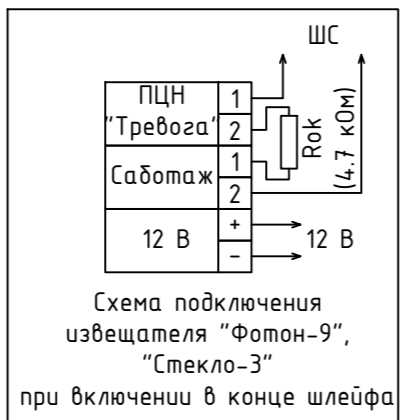 ШС
ПЦН
"Тревога"
1
2
Саботаж
1
2
Rok
(4.7 кОм)
12 В
+
-
12 В
Схема подключения
извещателя "Фотон-9",
"Стекло-3"
при включении в конце шлейфа